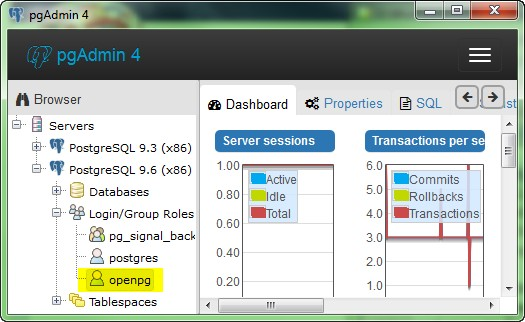 pgAdmin 4
pgAdmin 4
Browser
Servers
PostgreSQL 9.3 (x86)
PostgreSQL 9.6 (x86)
Databases
Login/Group Roles
pg_signal_back
postgres
openpg
Tablespaces
Dashboard
Properties
SQL
Server sessions
1.00
0.80
0.60
0.40
0.20
Active
Idle
Total
Transactions per se
6.0
5.0
4.0
3.0
2.0
1.0
Commits
Rollbacks
Transactions